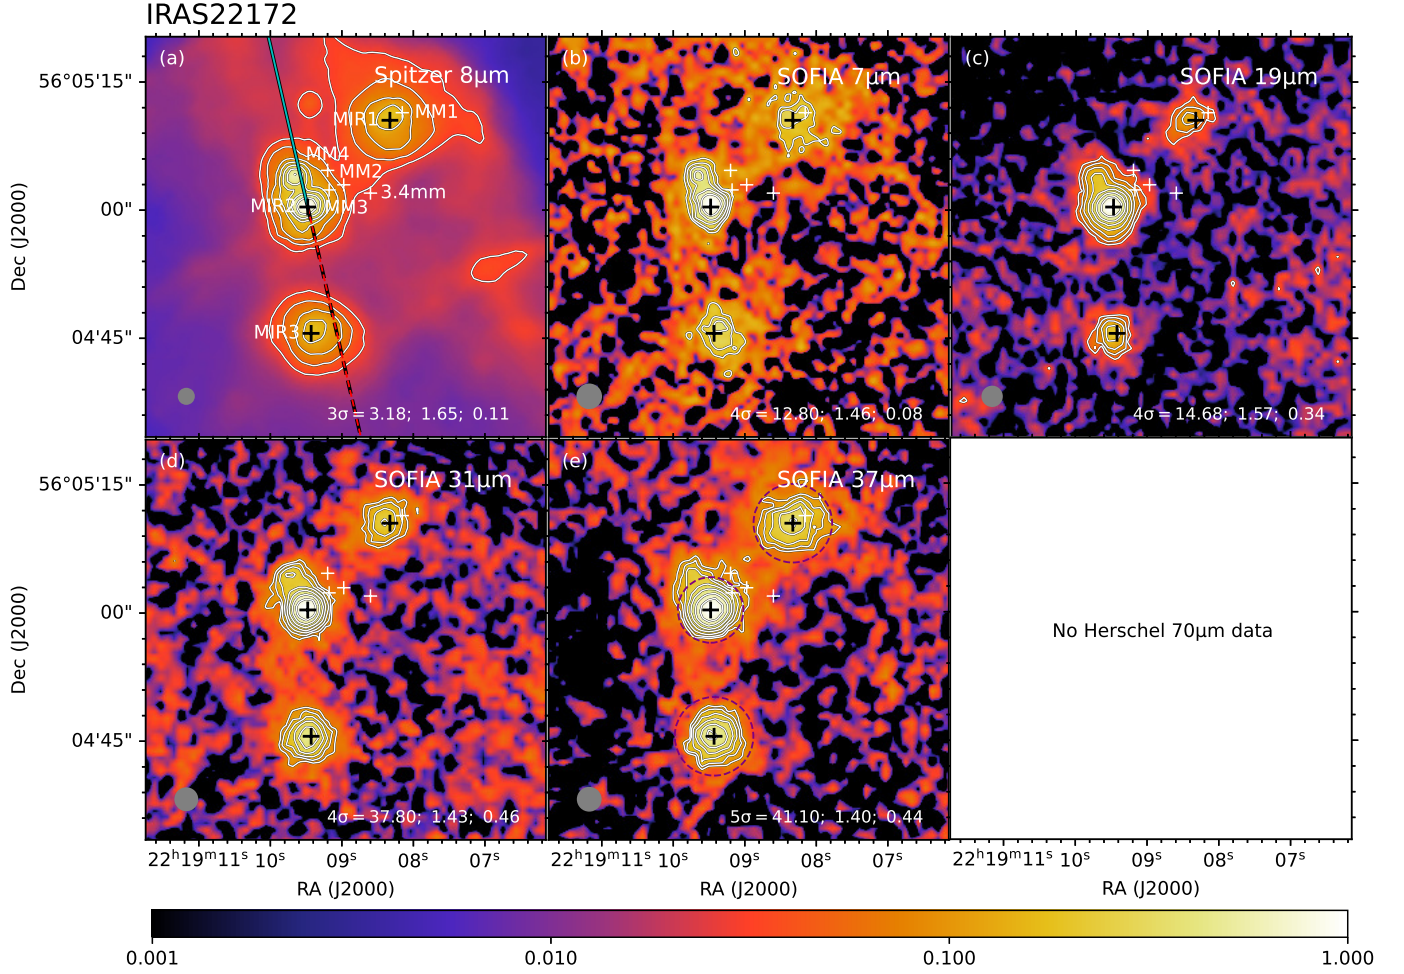 IRAS22172
(a)
Spitzer 8μm
MIR1
MM1
MM4
MM2
3.4mm
MIR2
MM3
MIR3
3σ=3.18; 1.65; 0.11
(b)
SOFIA 7μm
4σ=12.80; 1.46; 0.08
(c)
SOFIA 19μm
4σ=14.68; 1.57; 0.34
56°05'15"
00"
04'45"
Dec (J2000)
(d)
SOFIA 31μm
4σ=37.80; 1.43; 0.46
(e)
SOFIA 37μm
5σ=41.10; 1.40; 0.44
No Herschel 70μm data
56°05'15"
00"
04'45"
Dec (J2000)
22ʰ19ᵐ11ˢ 10ˢ 09ˢ 08ˢ 07ˢ
22ʰ19ᵐ11ˢ 10ˢ 09ˢ 08ˢ 07ˢ
22ʰ19ᵐ11ˢ 10ˢ 09ˢ 08ˢ 07ˢ
RA (J2000)
RA (J2000)
RA (J2000)
0.001 0.010 0.100 1.000